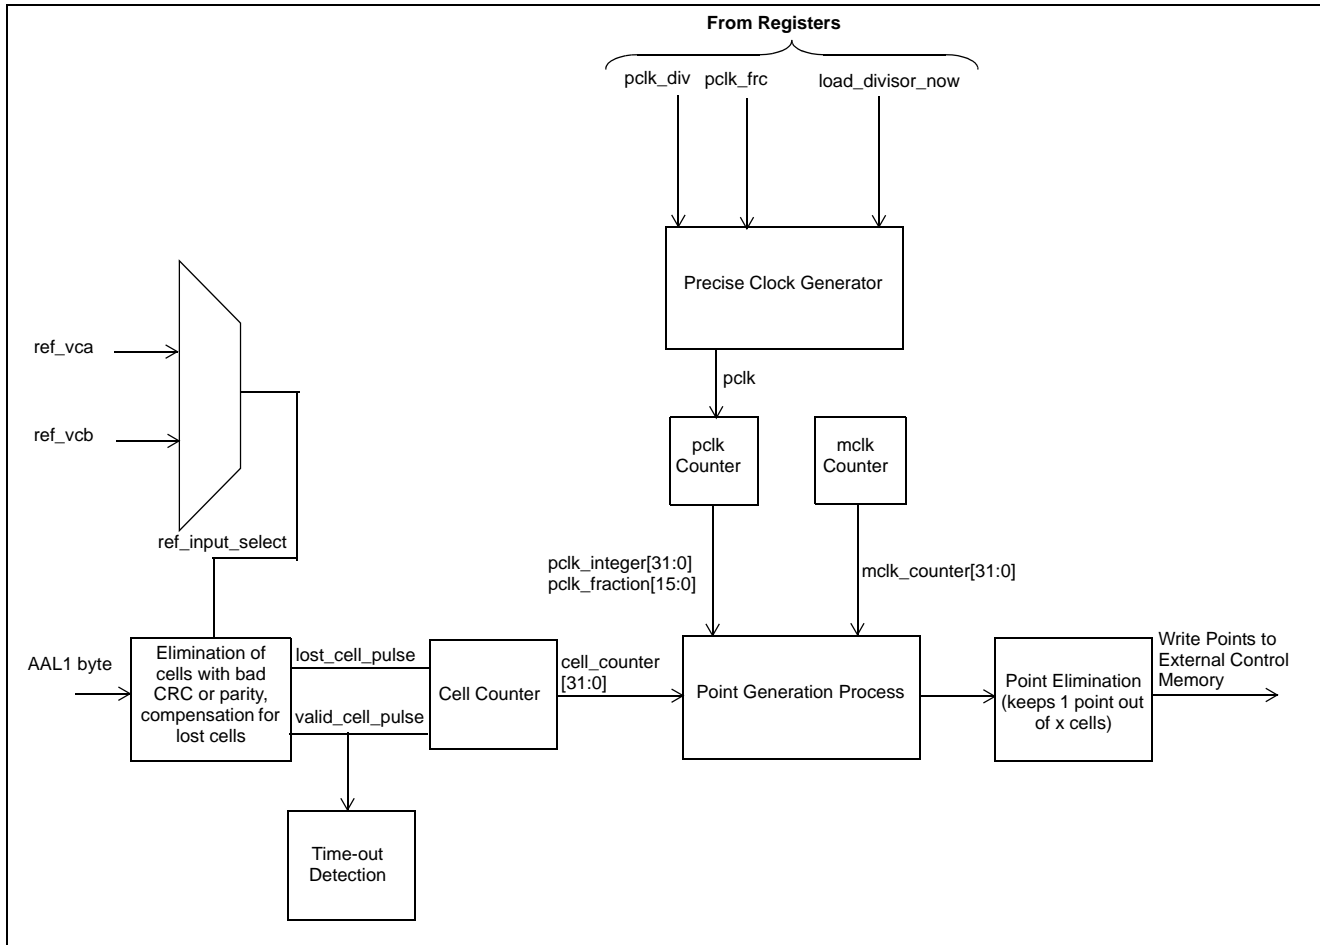 From Registers
pclk_div pclk_frc load_divisor_now
Precise Clock Generator
ref_vca
pclk
ref_vcb
pclk
Counter
mclk
Counter
ref_input_select
pclk_integer[31:0]
pclk_fraction[15:0]
mclk_counter[31:0]
AAL1 byte
Elimination of
cells with bad
CRC or parity,
compensation for
lost cells
lost_cell_pulse
valid_cell_pulse
Cell Counter
cell_counter
[31:0]
Point Generation Process
Point Elimination
(keeps 1 point out
of x cells)
Write Points to
External Control
Memory
Time-out
Detection